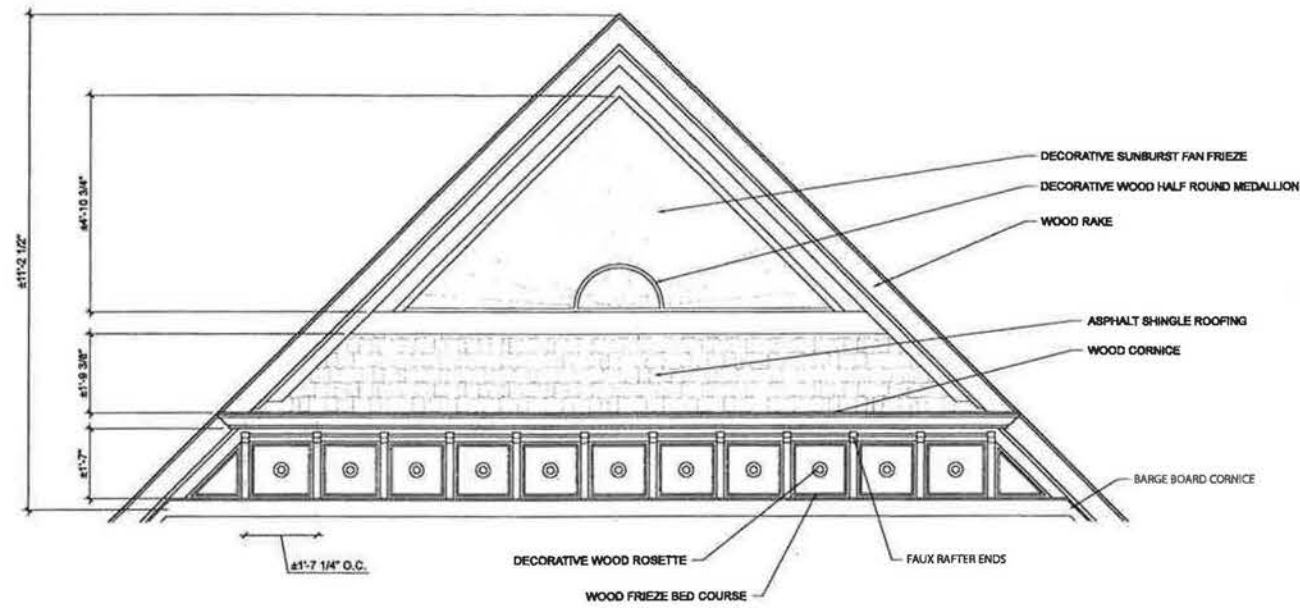 DECORATIVE SUNBURST FAN FRIEZE
DECORATIVE WOOD HALF ROUND MEDALLION
WOOD RAKE
±4'-10 3/4"
±11'-2 1/2"
ASPHALT SHINGLE ROOFING
WOOD CORNICE
±1'-9 3/8"
±1'-7"
BARGE BOARD CORNICE
±1'-7 1/4" O.C.
DECORATIVE WOOD ROSETTE
FAUX RAFTER ENDS
WOOD FRIEZE BED COURSE